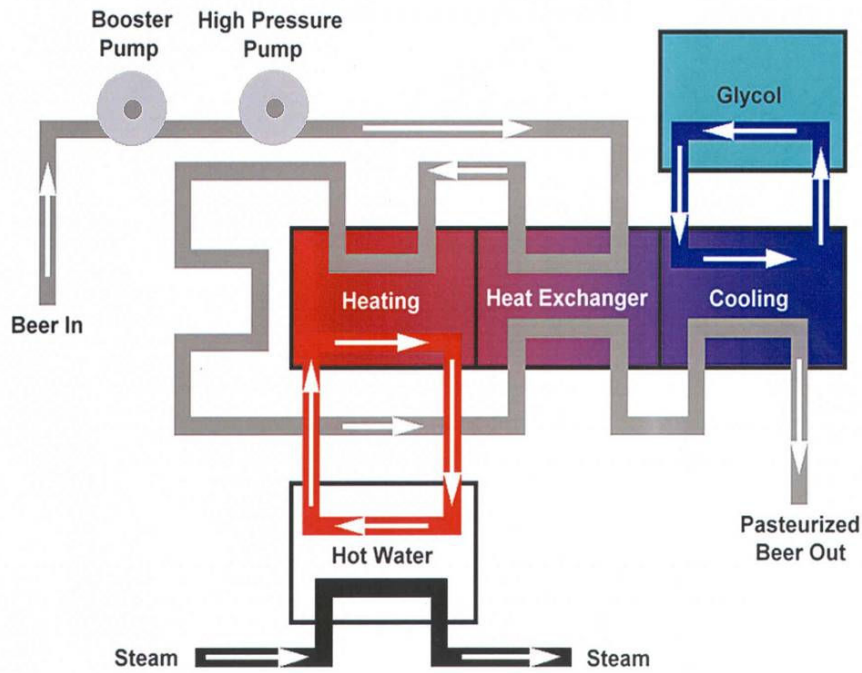 Booster
Pump
High Pressure
Pump
Glycol
Heating
Heat Exchanger
Cooling
Beer In
Hot Water
Pasteurized
Beer Out
Steam
Steam